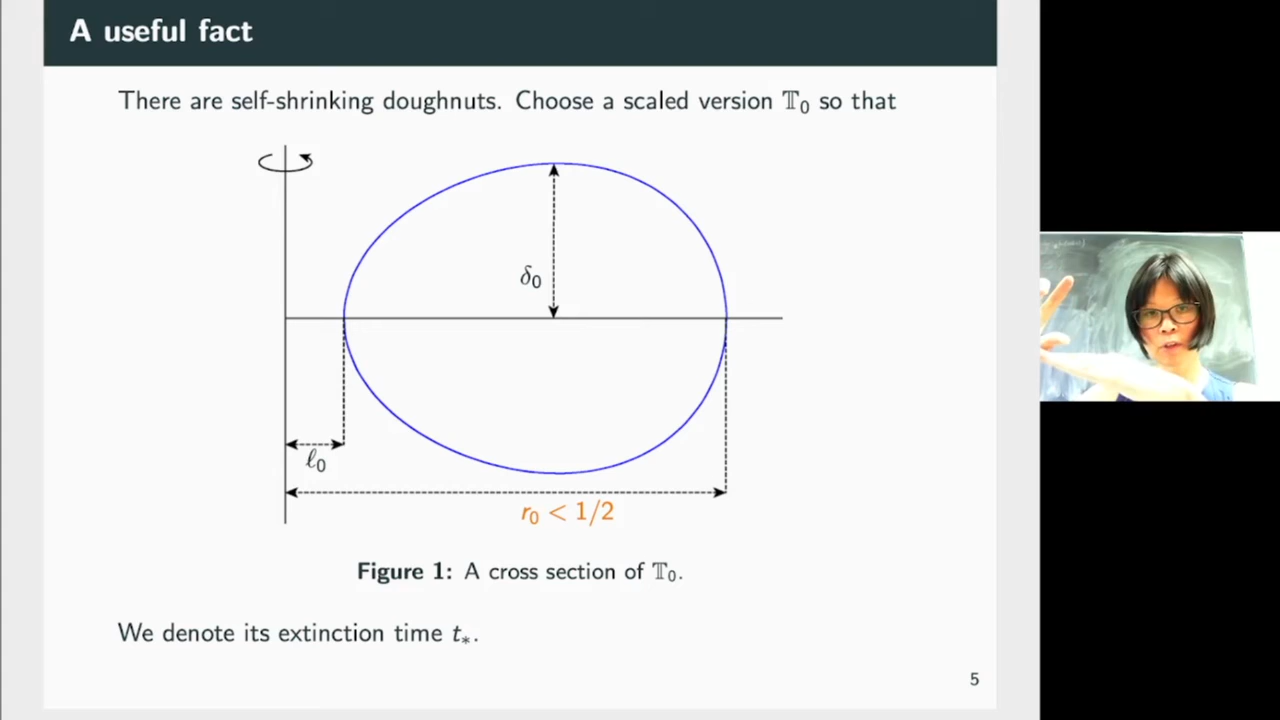 A useful fact
There are self-shrinking doughnuts. Choose a scaled version 𝕋₀ so that
δ₀
ℓ₀
r₀ < 1/2
Figure 1: A cross section of 𝕋₀.
We denote its extinction time t∗.
5